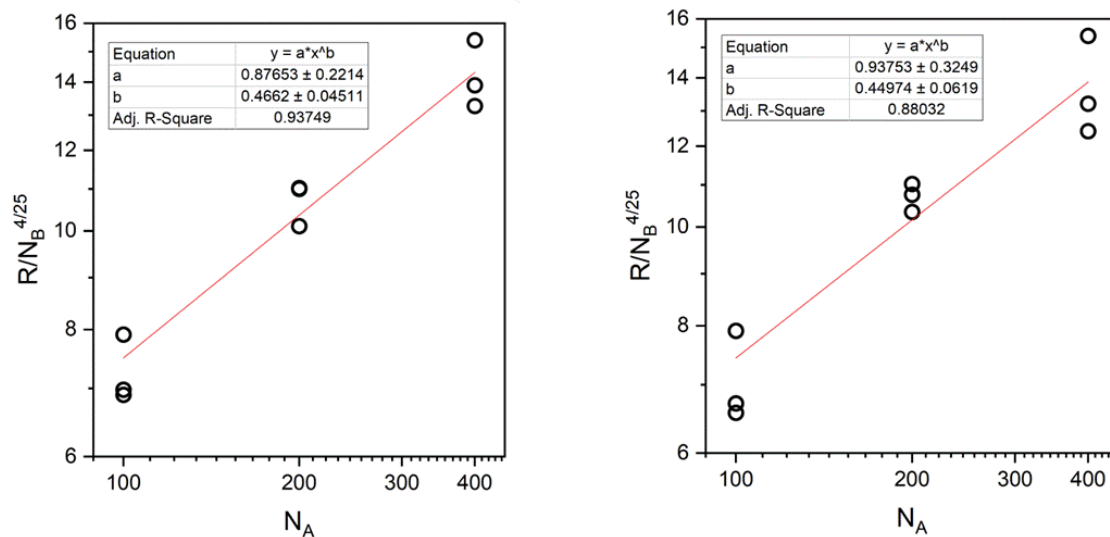 16
14
12
10
8
6
R/N_B^4/25
Equation y = a*x^b
a 0.87653 ± 0.2214
b 0.4662 ± 0.04511
Adj. R-Square 0.93749
100 200 300 400
N_A
16
14
12
10
8
6
R/N_B^4/25
Equation y = a*x^b
a 0.93753 ± 0.3249
b 0.44974 ± 0.0619
Adj. R-Square 0.88032
100 200 300 400
N_A